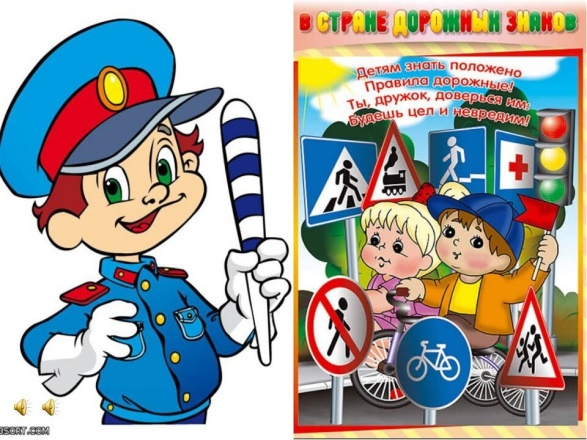 В СТРАНЕ ДОРОЖНЫХ ЗНАКОВ
Детям знать положено
Правила дорожные!
Ты, дружок, доверься им:
Будешь цел и невредим!